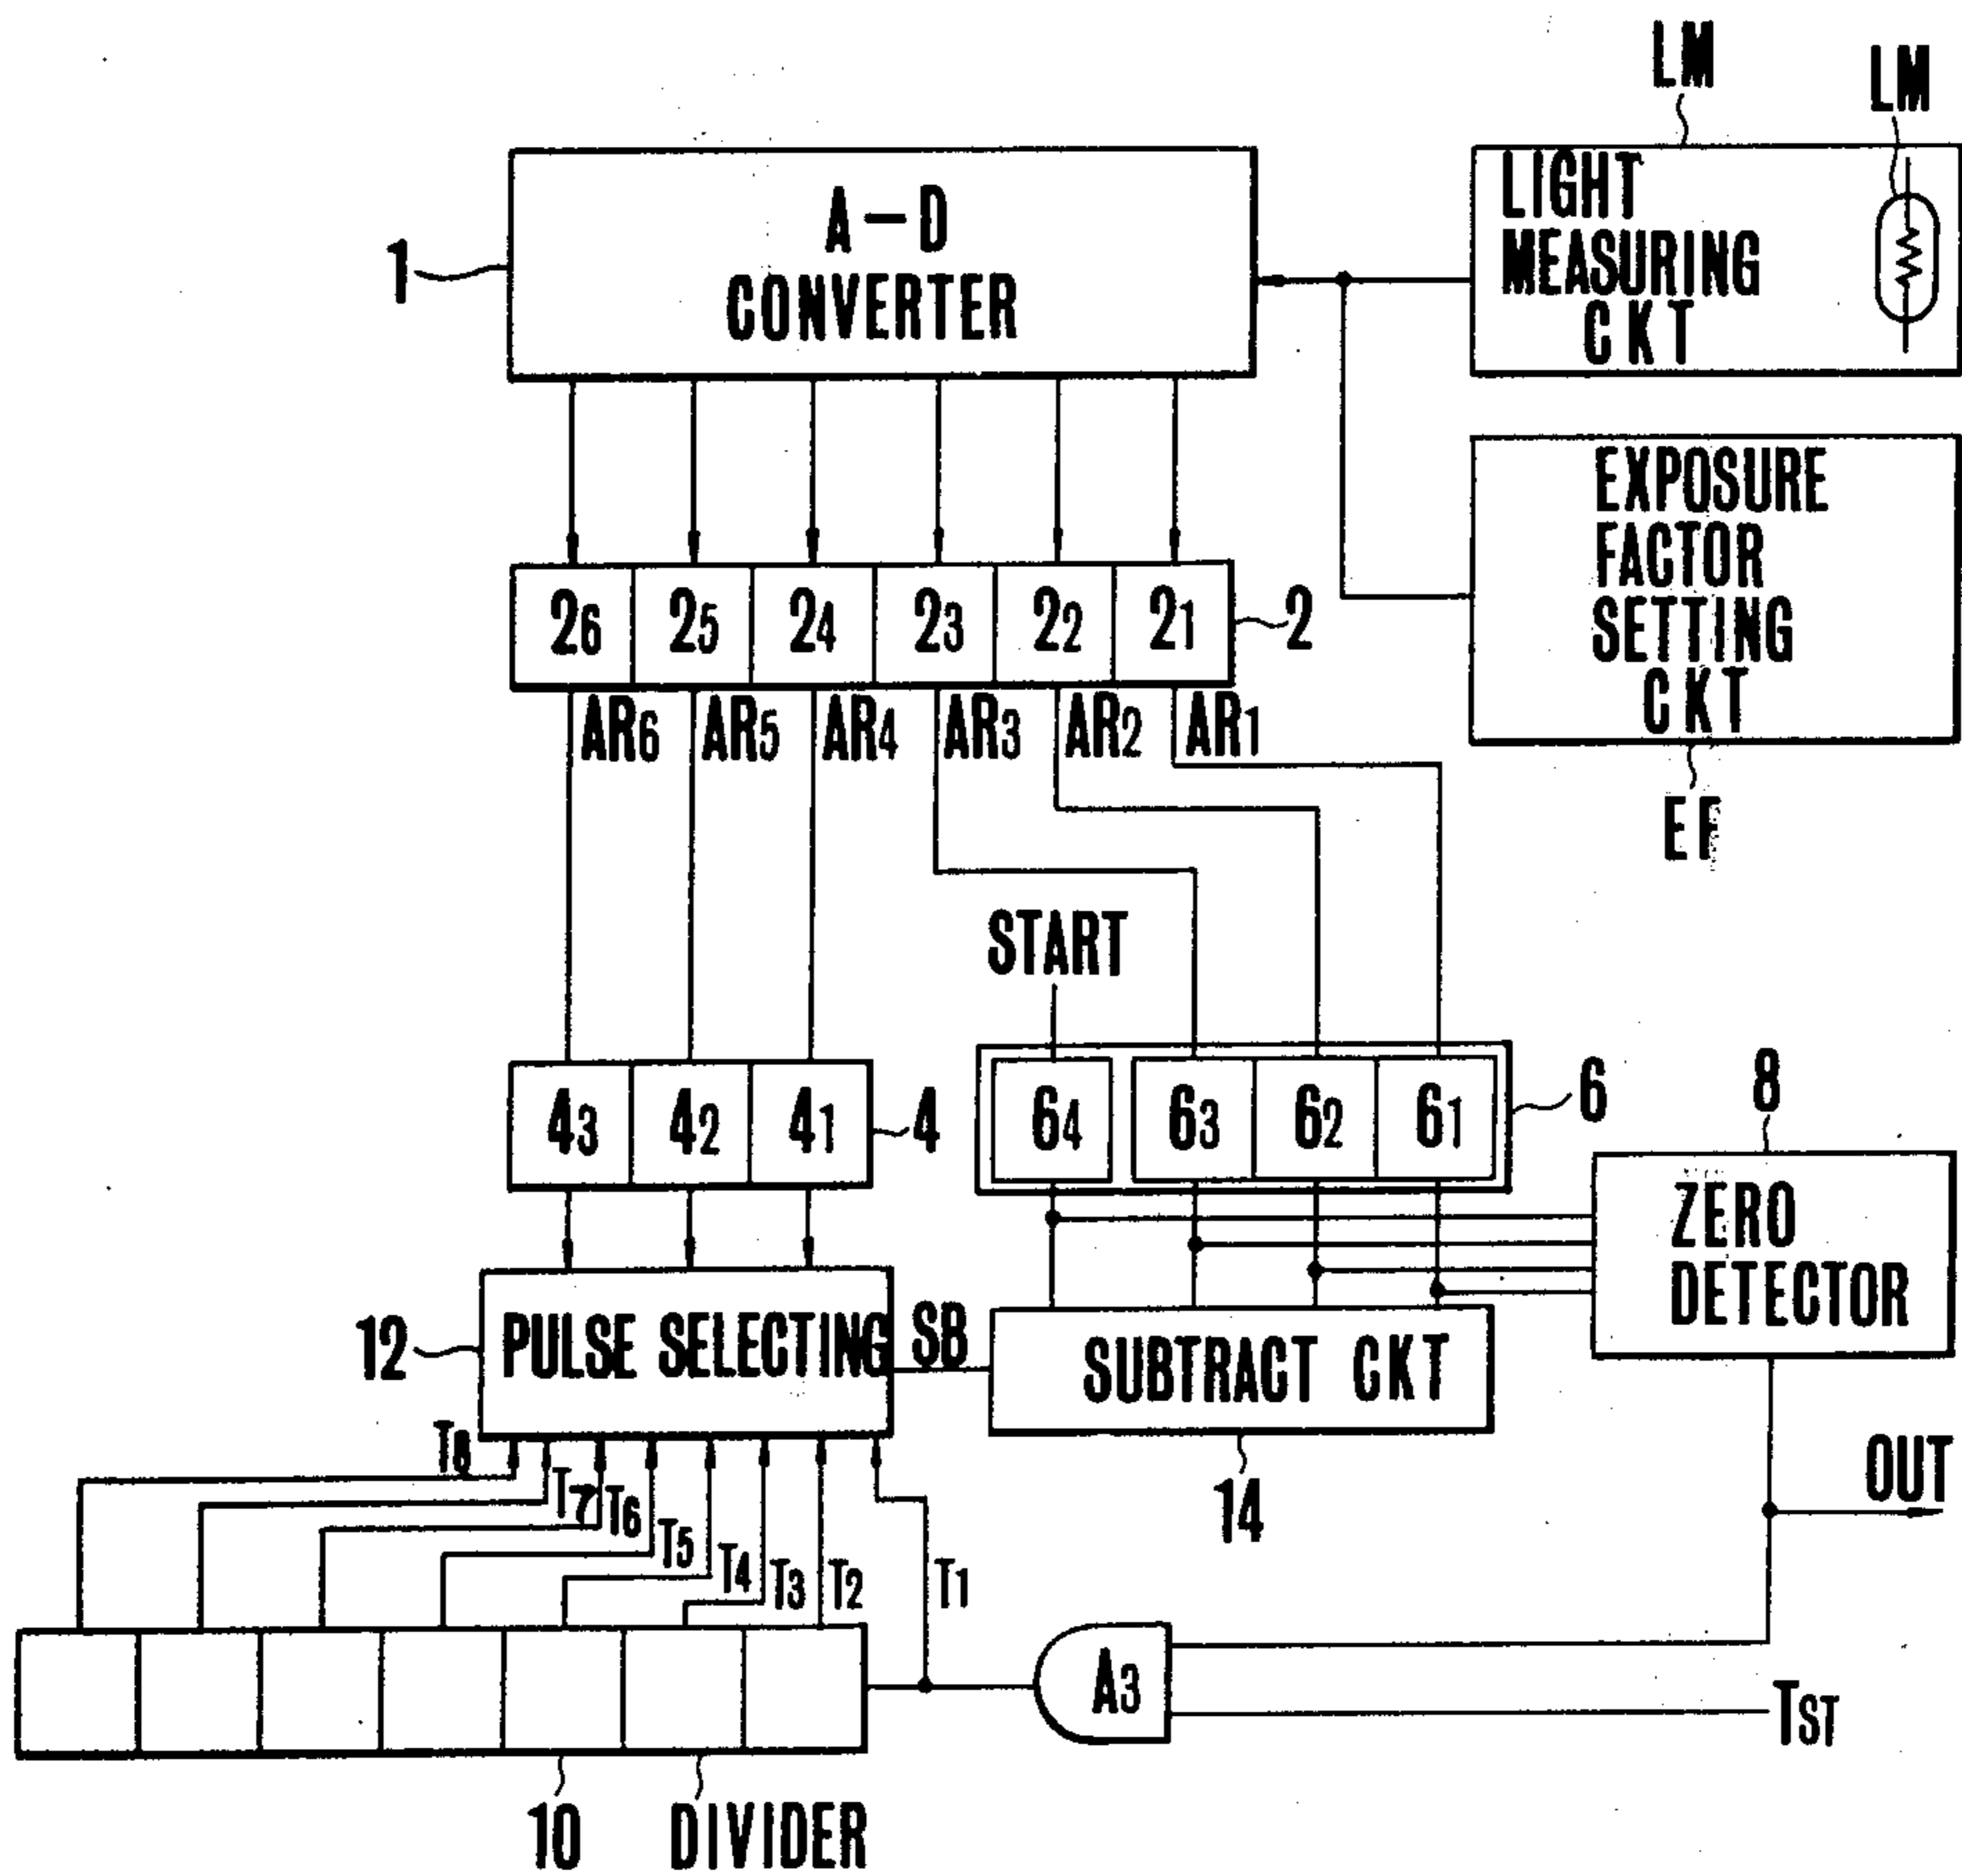 LM
LM
A-D
CONVERTER
1
LIGHT
MEASURING
CKT
EXPOSURE
FACTOR
SETTING
CKT
EF
26 25 24 23 22 21
2
AR6 AR5 AR4 AR3 AR2 AR1
START
43 42 41
4
64 63 62 61
6
8
ZERO
DETECTOR
12
PULSE SELECTING
SB
SUBTRACT CKT
14
OUT
T8 T7 T6 T5 T4 T3 T2 T1
A3
TST
10
DIVIDER